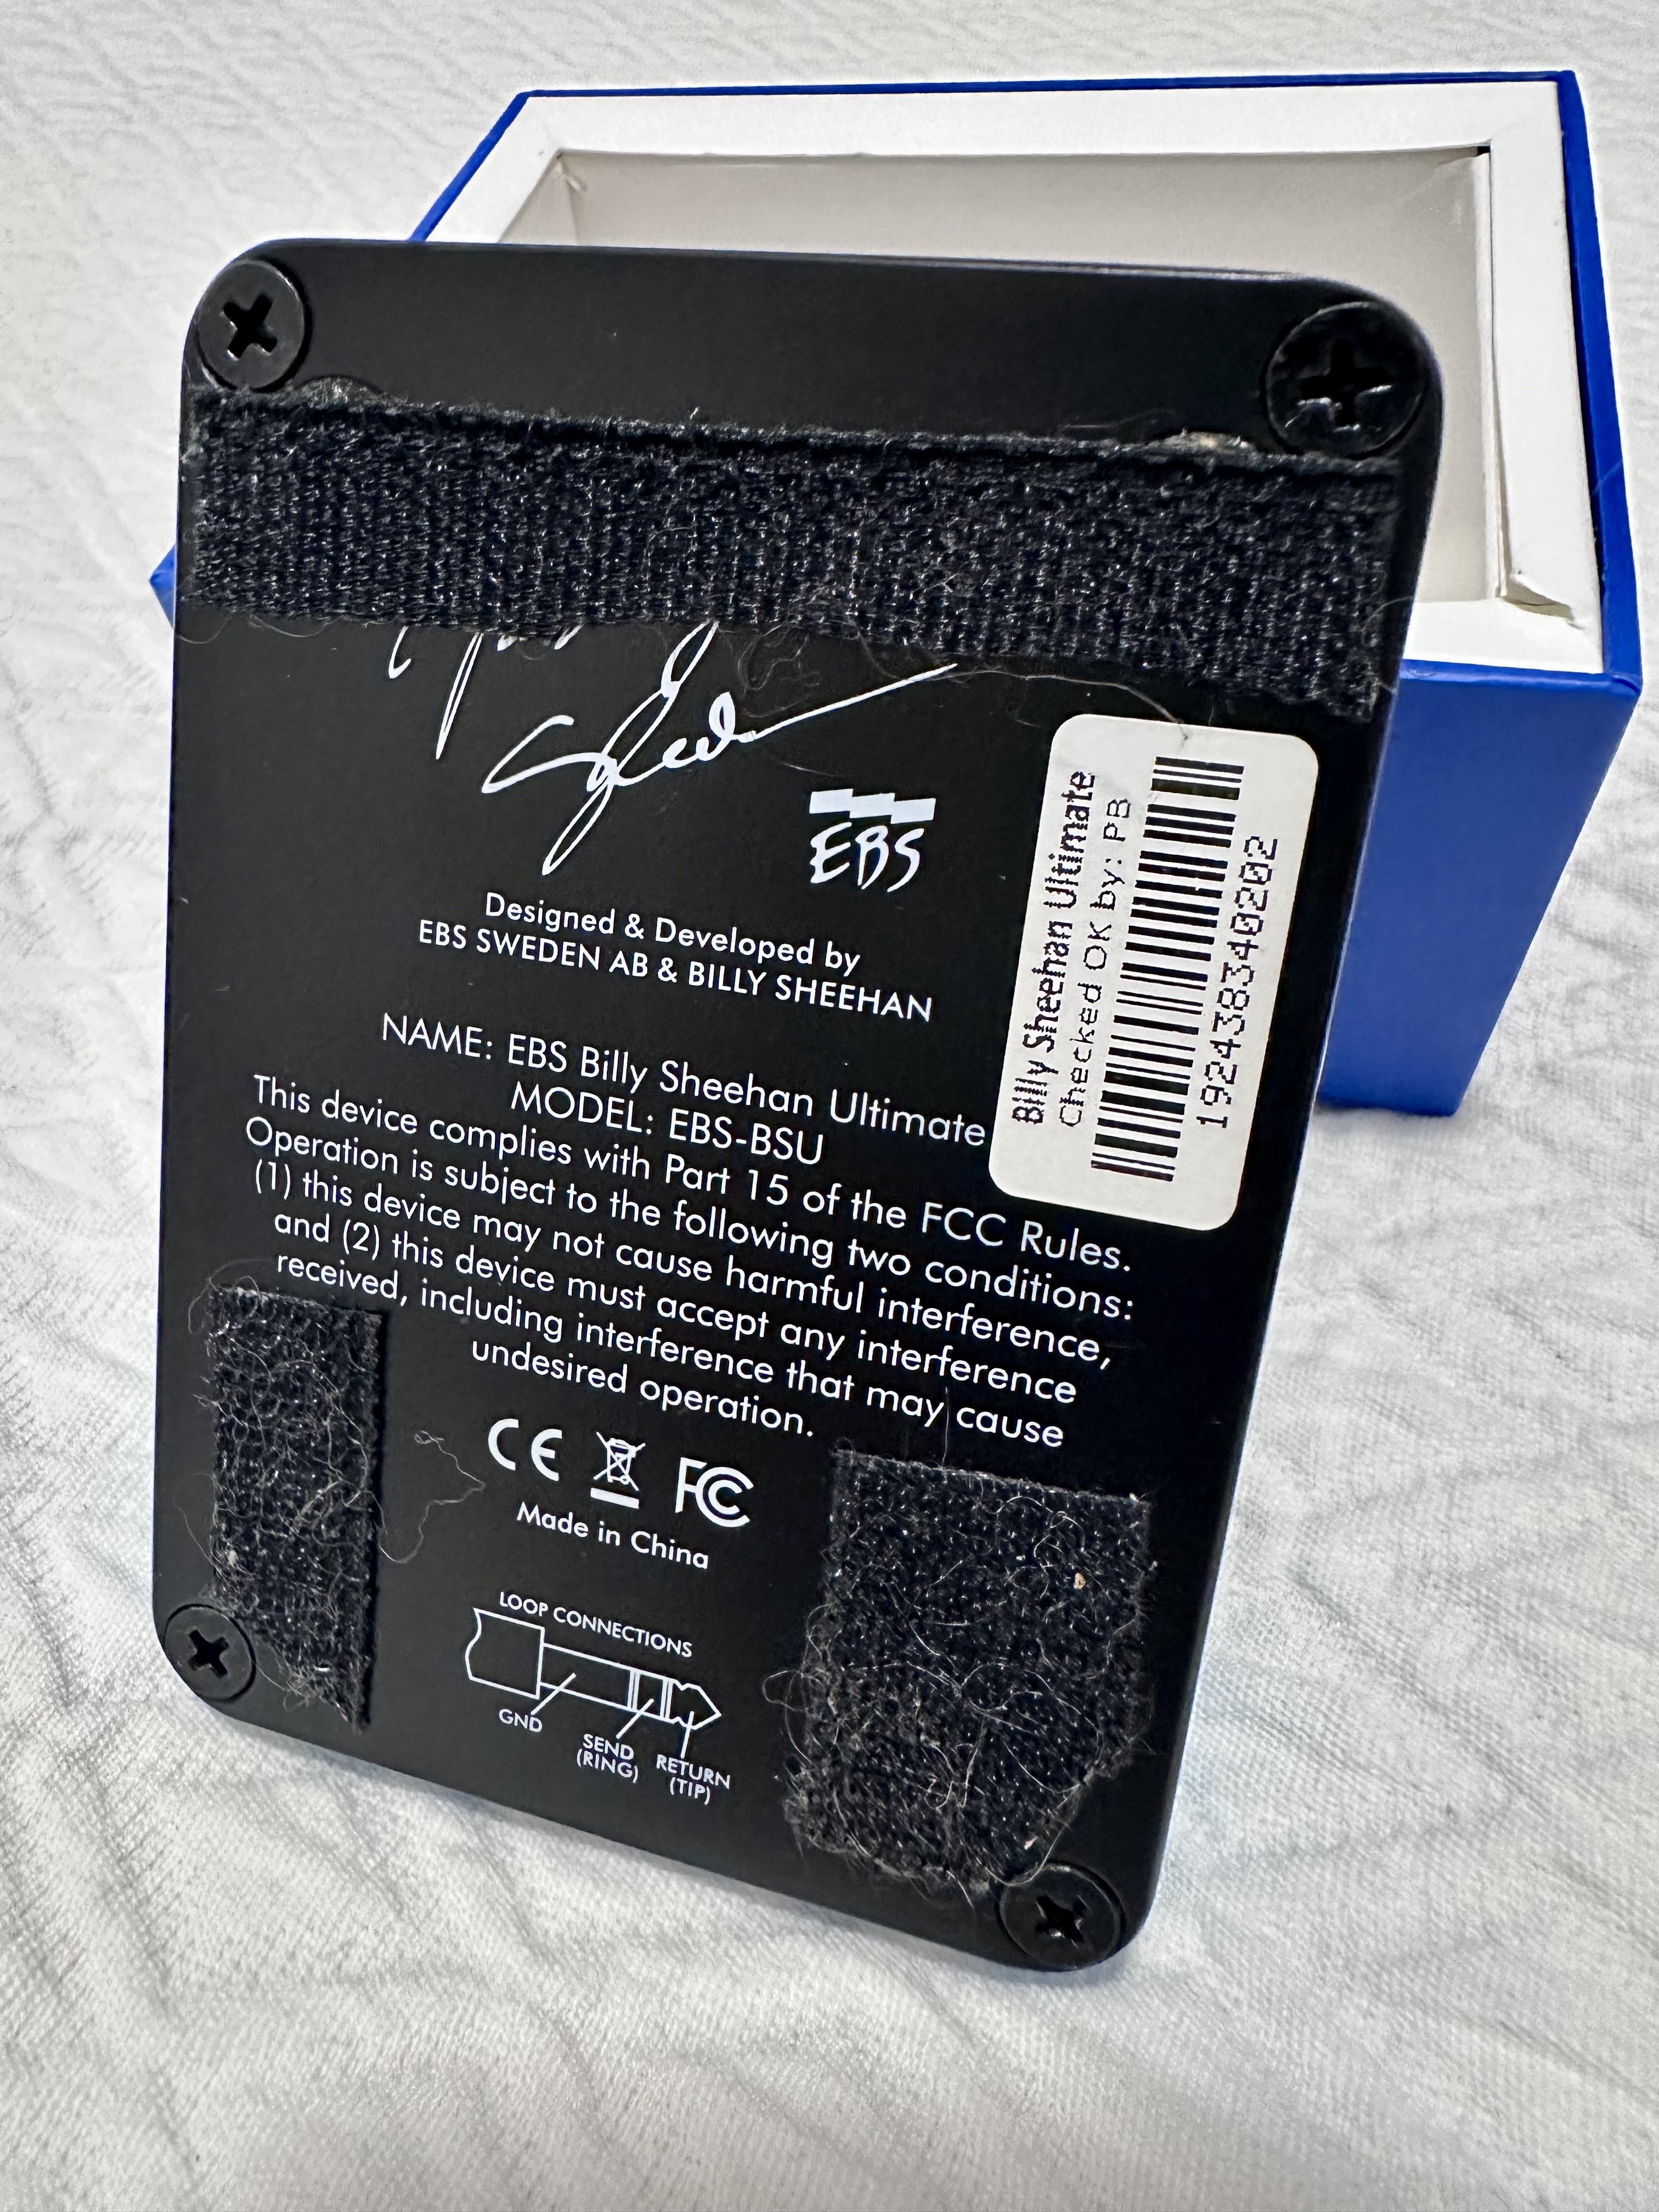 Sheehan
EBS
Designed & Developed by
EBS SWEDEN AB & BILLY SHEEHAN
NAME: EBS Billy Sheehan Ultimate
MODEL: EBS-BSU
This device complies with Part 15 of the FCC Rules.
Operation is subject to the following two conditions:
(1) this device may not cause harmful interference,
and (2) this device must accept any interference
received, including interference that may cause
undesired operation.
CE FC
Made in China
LOOP CONNECTIONS
GND
SEND
(RING)
RETURN
(TIP)
Billy Sheehan Ultimate
Checked OK by: PB
192438340202